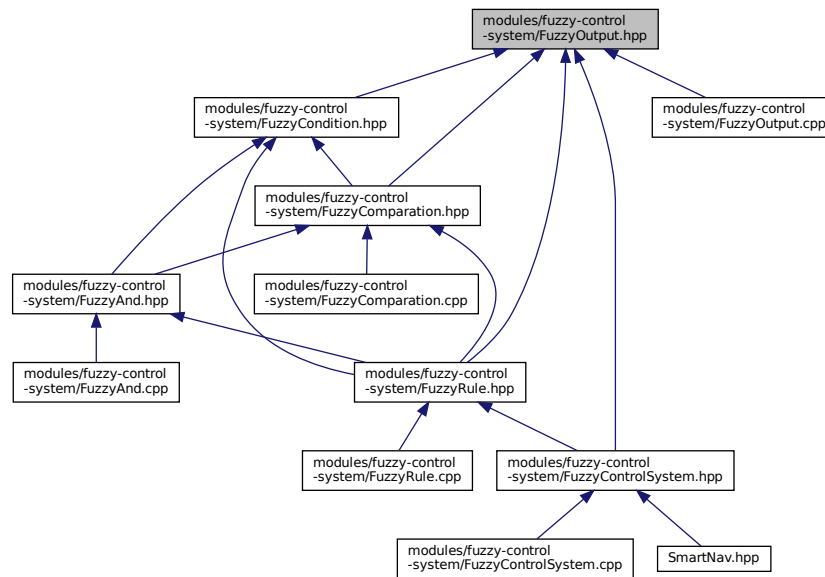 modules/fuzzy-control
-system/FuzzyOutput.hpp
modules/fuzzy-control
-system/FuzzyCondition.hpp
modules/fuzzy-control
-system/FuzzyOutput.cpp
modules/fuzzy-control
-system/FuzzyComparation.hpp
modules/fuzzy-control
-system/FuzzyAnd.hpp
modules/fuzzy-control
-system/FuzzyComparation.cpp
modules/fuzzy-control
-system/FuzzyAnd.cpp
modules/fuzzy-control
-system/FuzzyRule.hpp
modules/fuzzy-control
-system/FuzzyRule.cpp
modules/fuzzy-control
-system/FuzzyControlSystem.hpp
modules/fuzzy-control
-system/FuzzyControlSystem.cpp
SmartNav.hpp